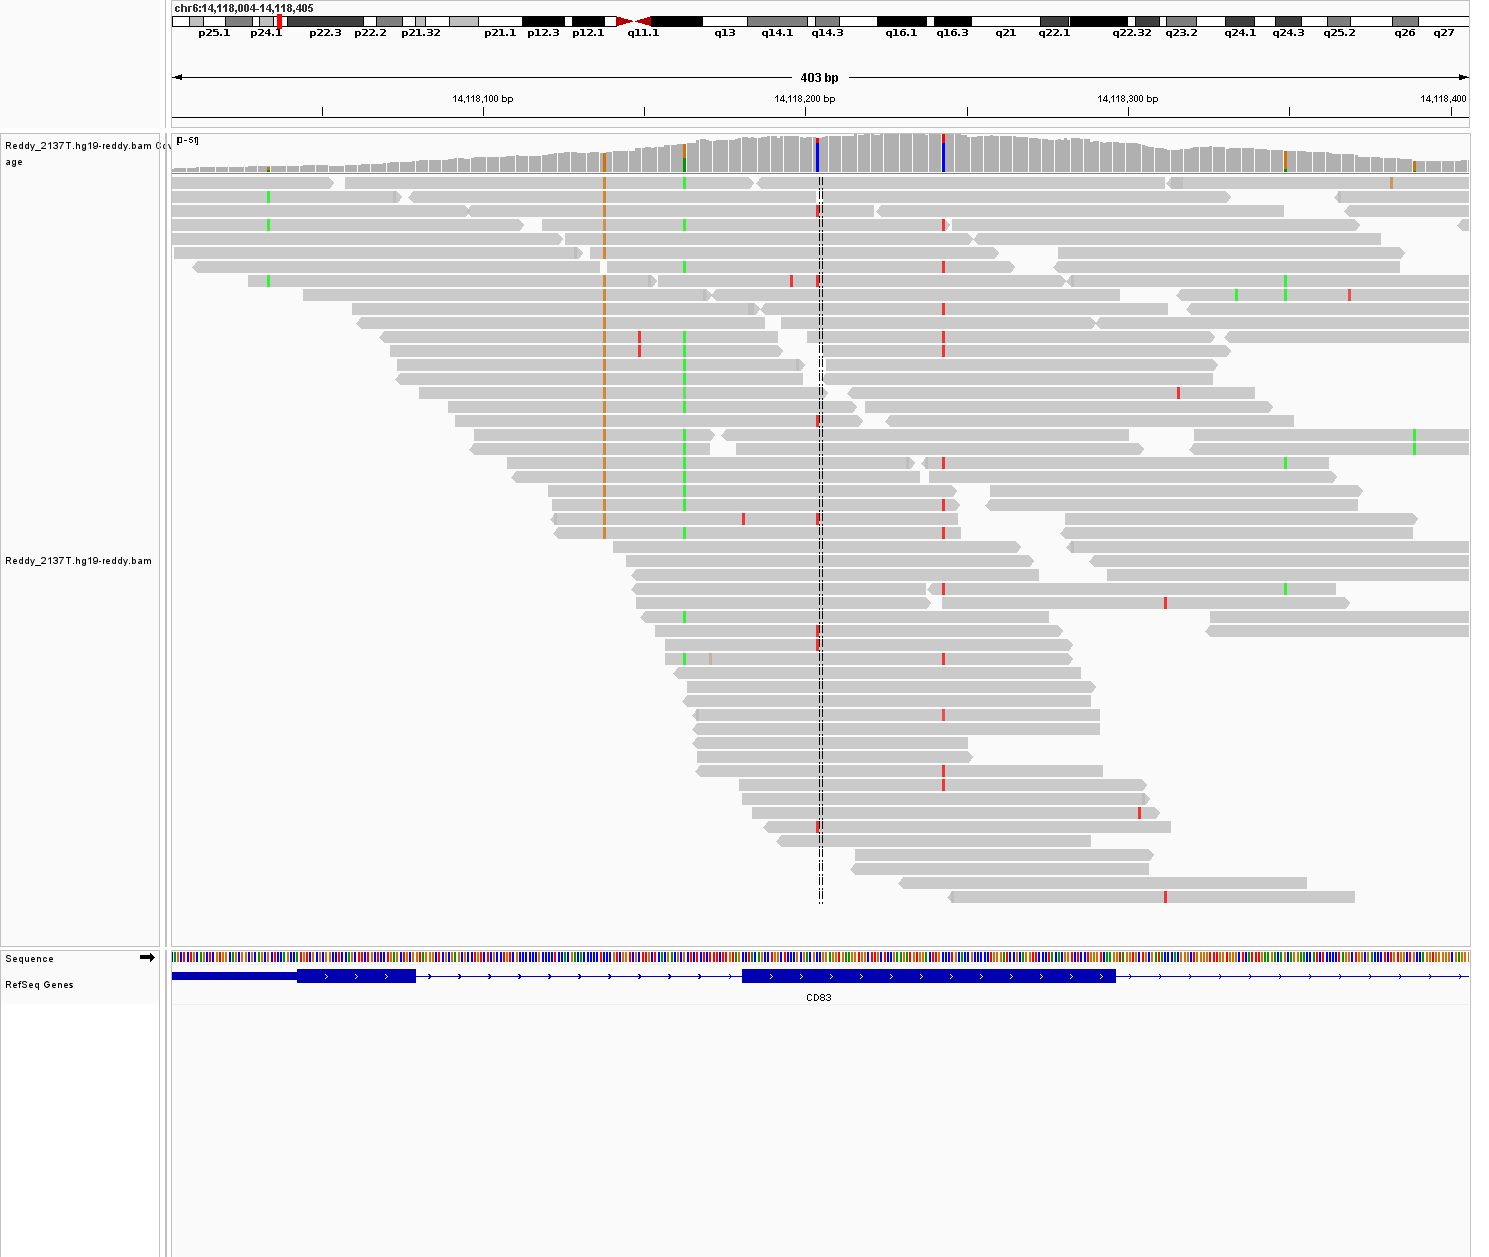 chr6:14,118,004-14,118,405
p25.1 p24.1 p22.3 p22.2 p21.32 p21.1 p12.3 p12.1 q11.1 q13 q14.1 q14.3 q16.1 q16.3 q21 q22.1 q22.32 q23.2 q24.1 q24.3 q25.2 q26 q27
403 bp
14,118,100 bp 14,118,200 bp 14,118,300 bp 14,118,400
Reddy_2137T.hg19-reddy.bam Cov
age
[0-51]
Reddy_2137T.hg19-reddy.bam
Sequence
RefSeq Genes
CD83